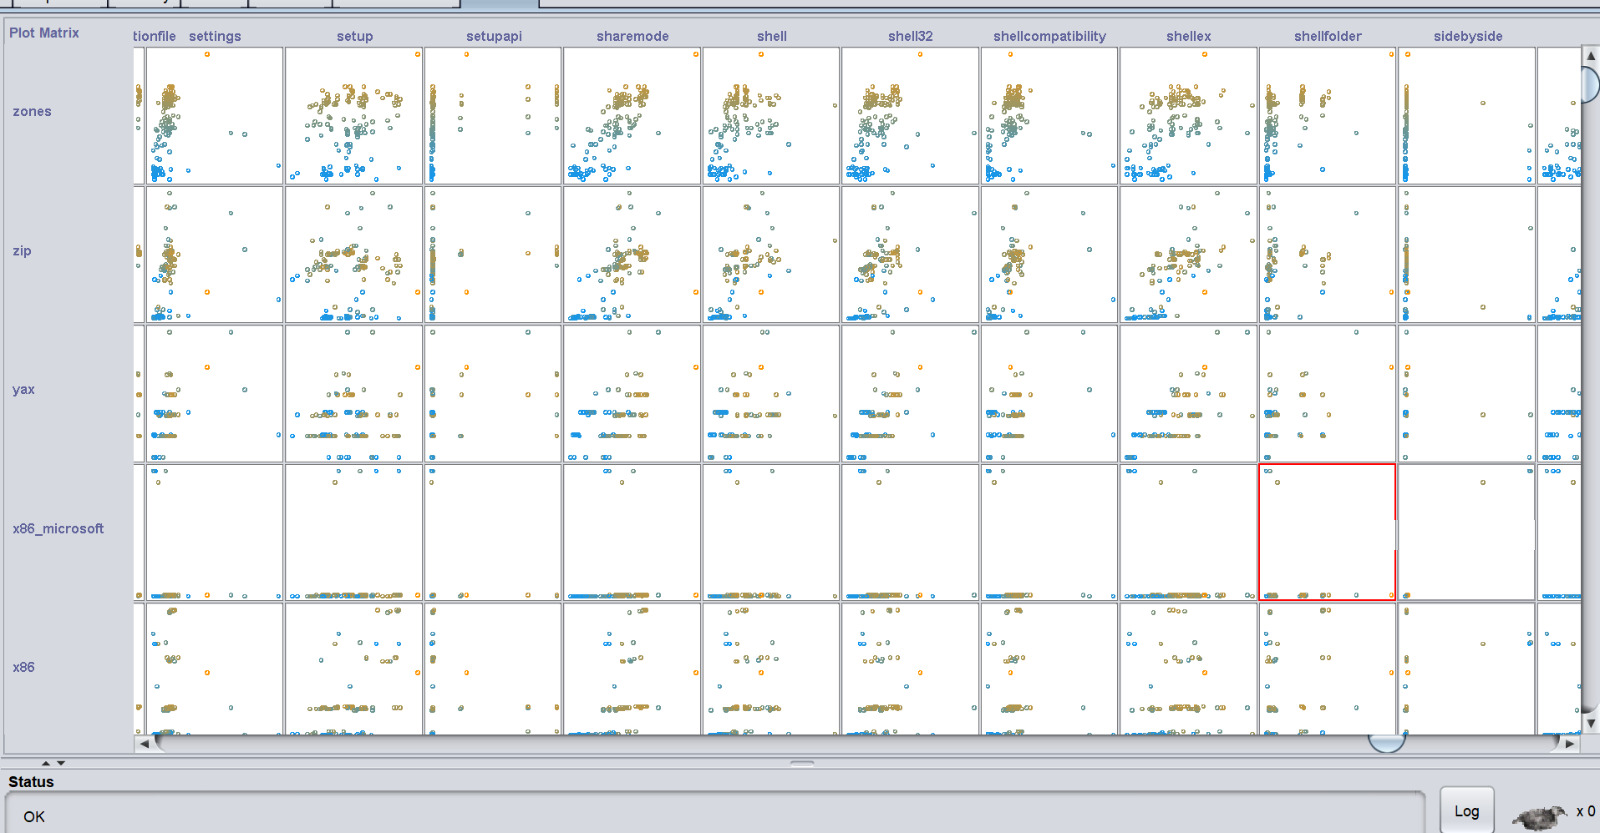 Plot Matrix
tionfile settings setup setupapi sharemode shell shell32 shellcompatibility shellex shellfolder sidebyside
zones
zip
yax
x86_microsoft
x86
Status
OK
Log
x 0